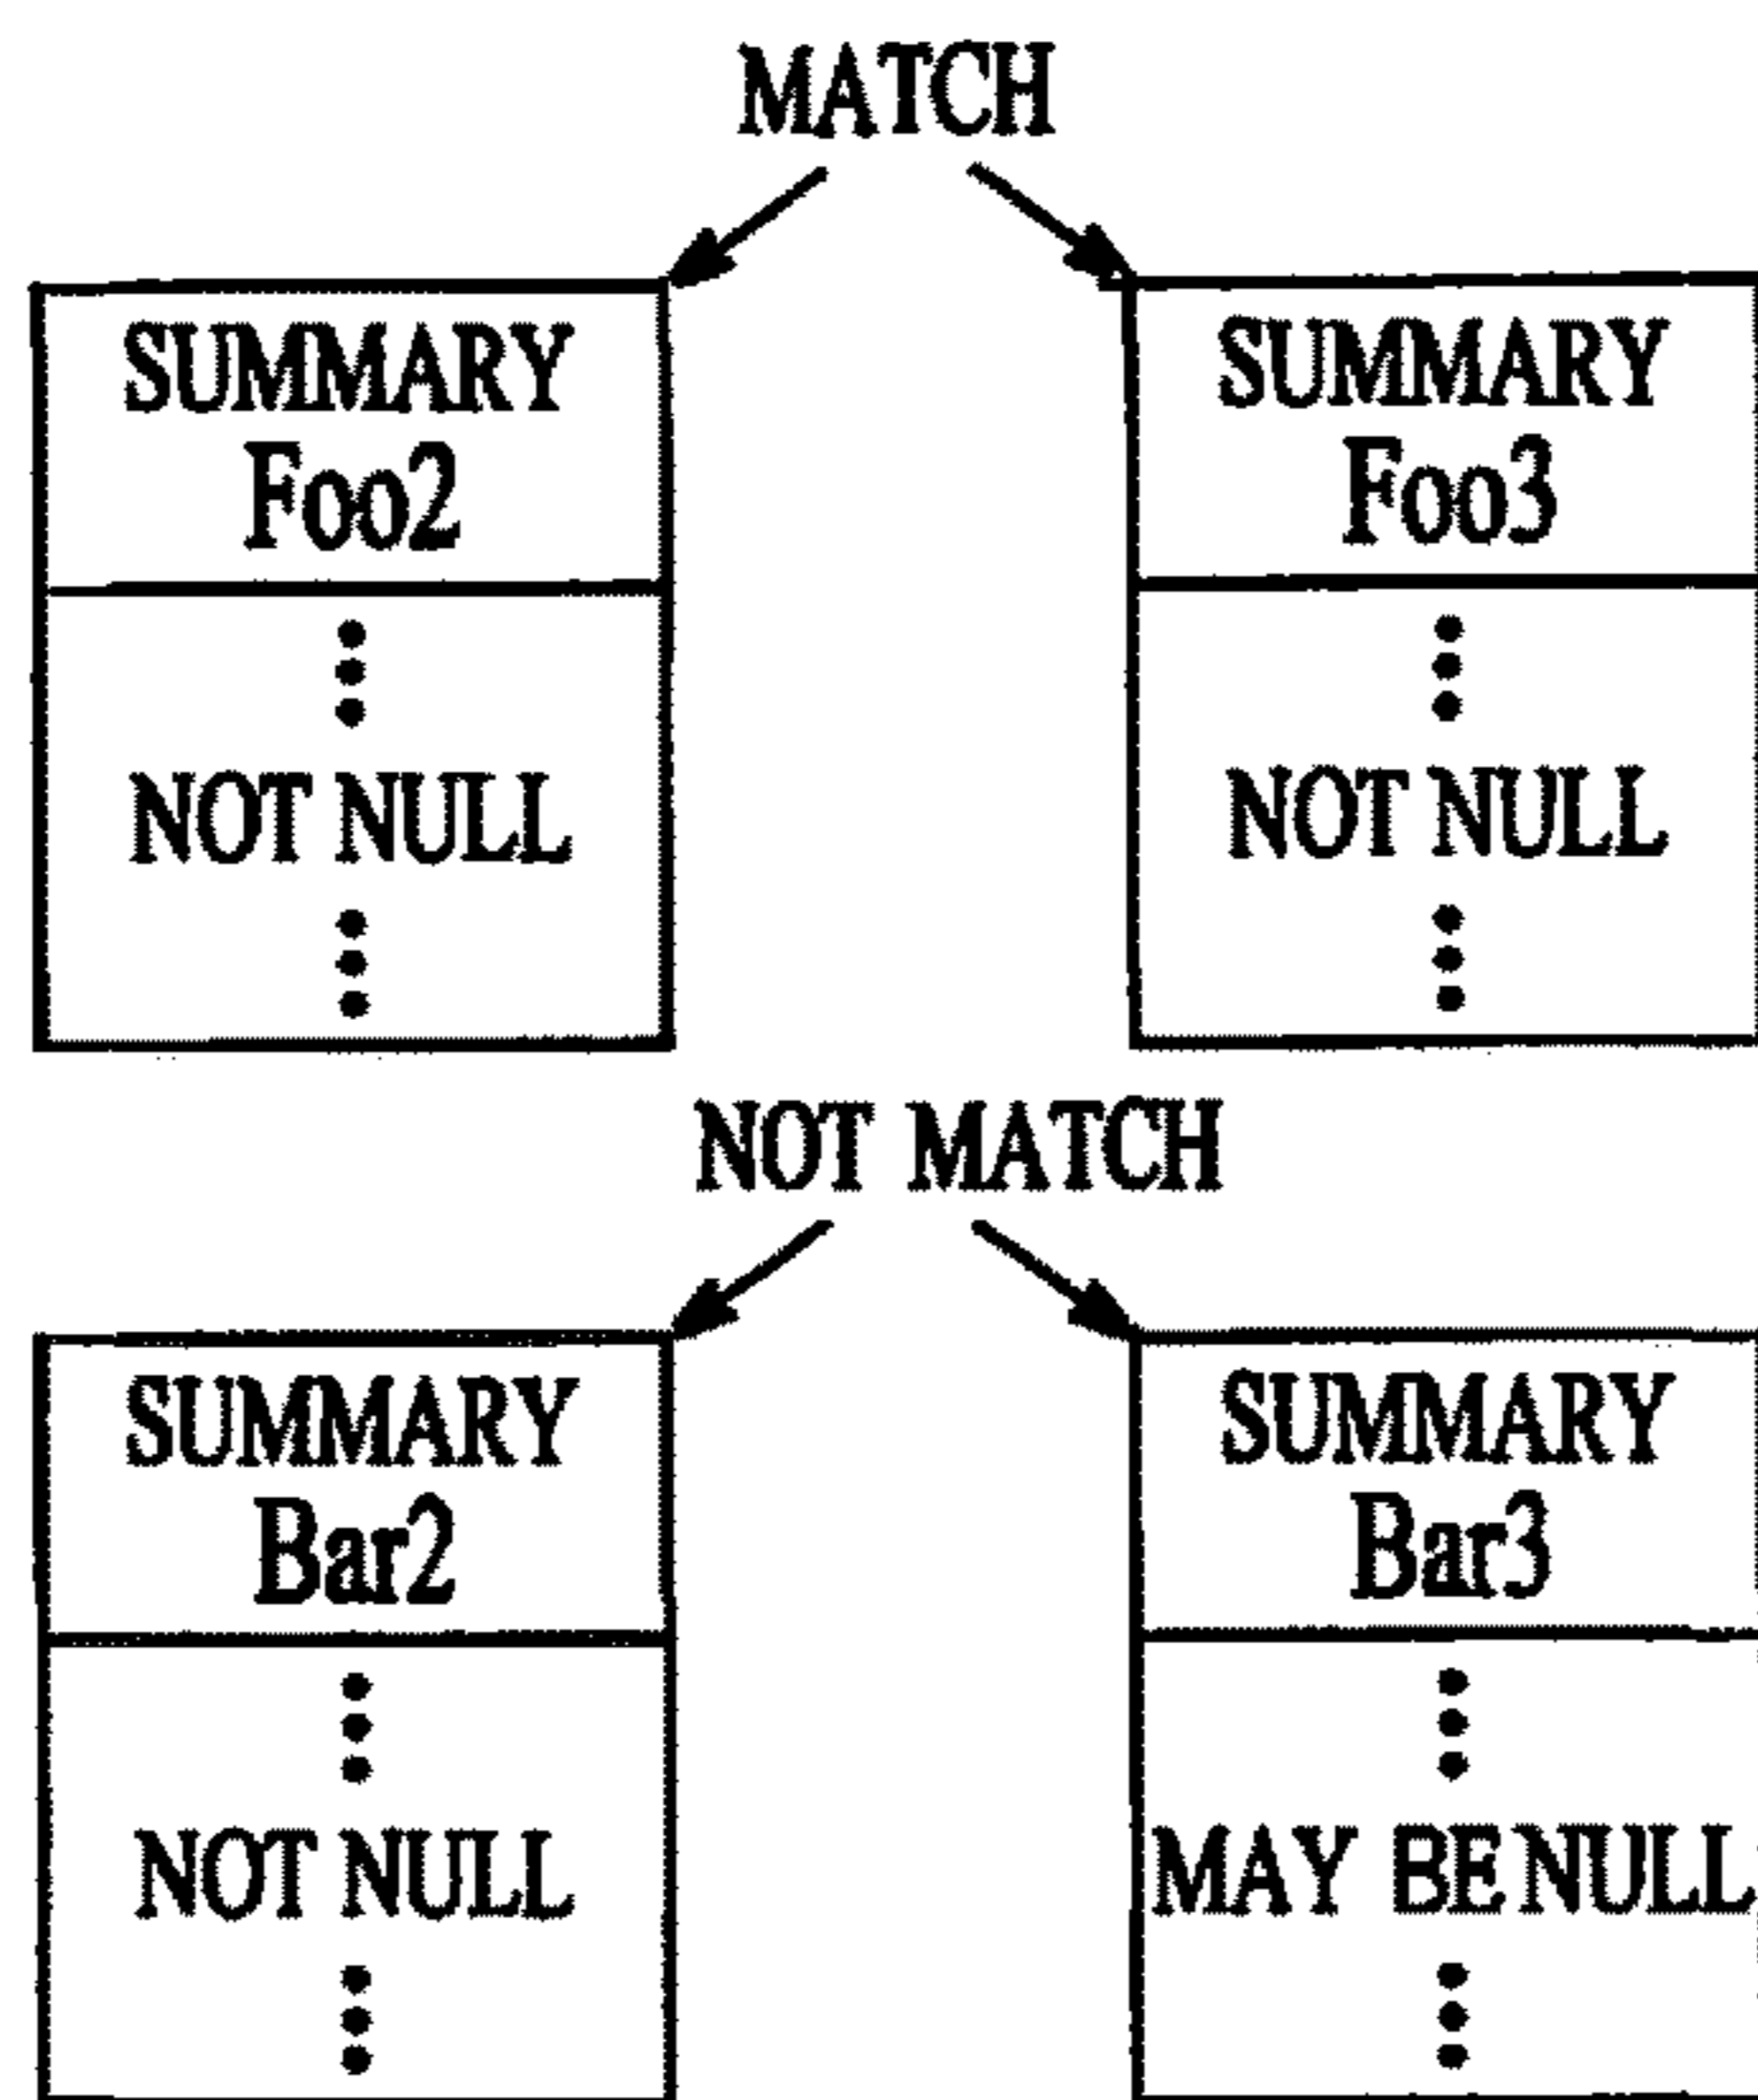 MATCH
SUMMARY
Foo2
NOT NULL
SUMMARY
Foo3
NOT NULL
NOT MATCH
SUMMARY
Bar2
NOT NULL
SUMMARY
Bar3
MAY BE NULL